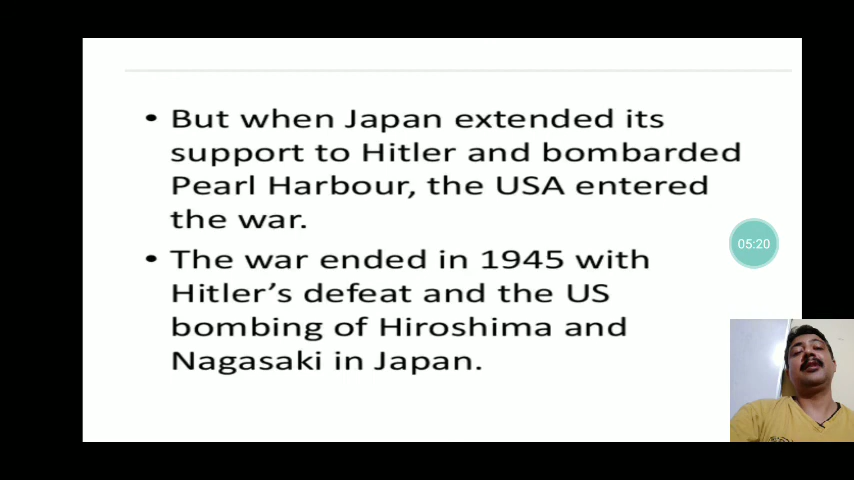 • But when Japan extended its
support to Hitler and bombarded
Pearl Harbour, the USA entered
the war.
• The war ended in 1945 with
Hitler’s defeat and the US
bombing of Hiroshima and
Nagasaki in Japan.
05:20